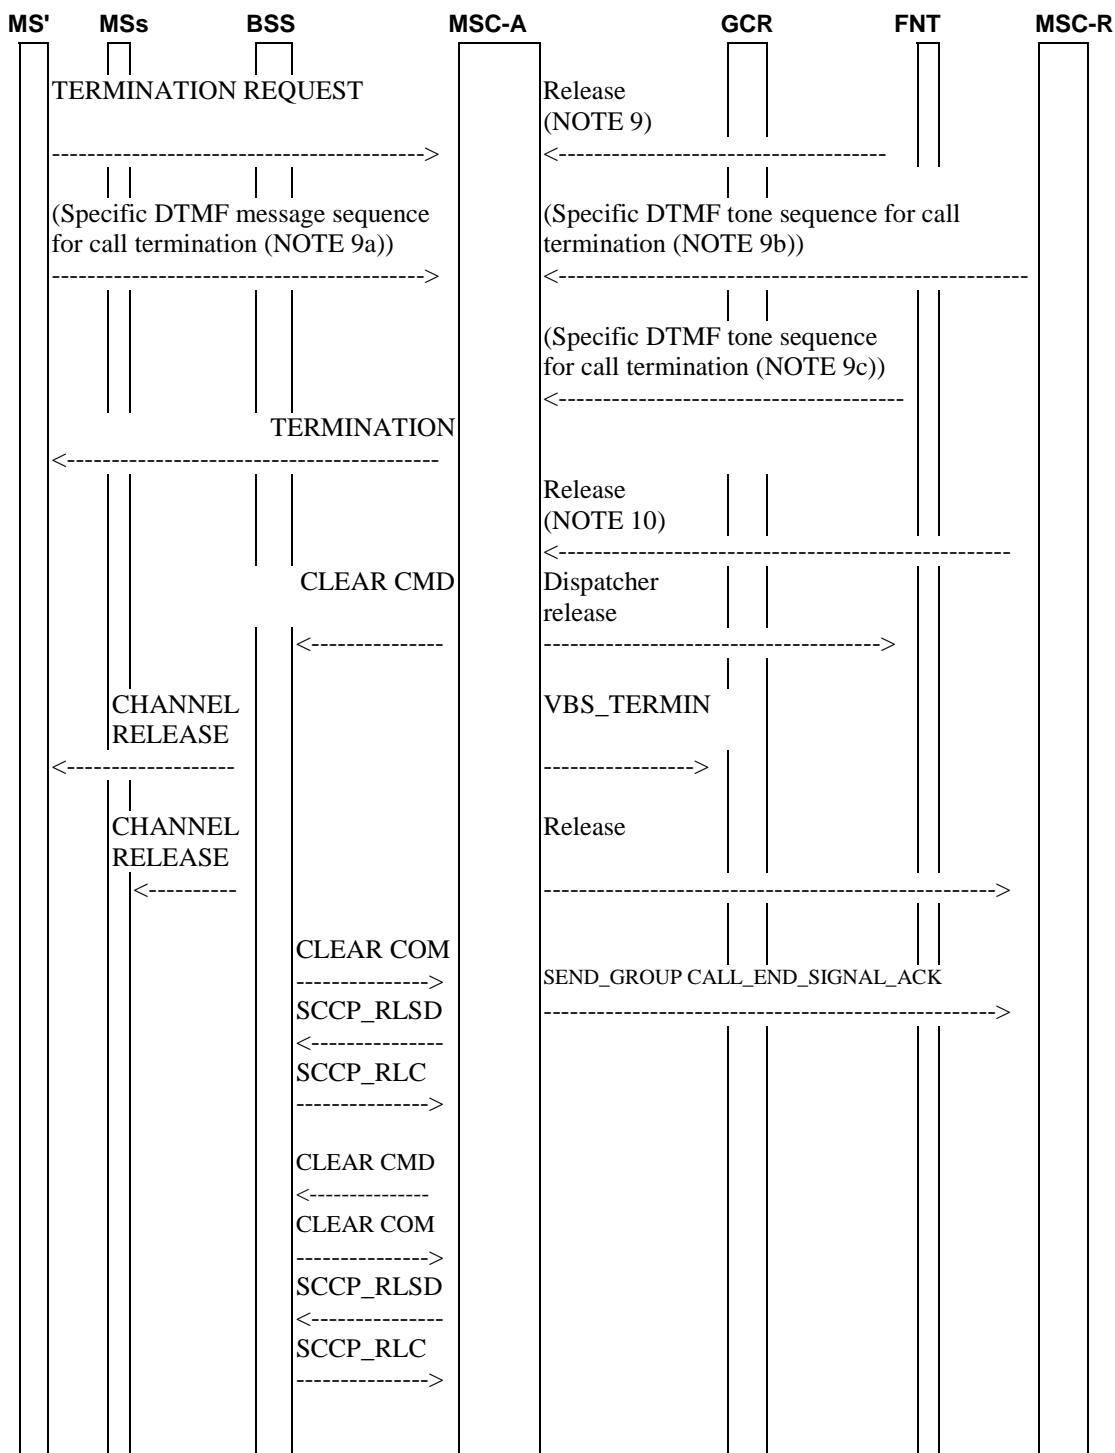 MS' MSs BSS MSC-A GCR FNT MSC-R
TERMINATION REQUEST
Release
(NOTE 9)
(Specific DTMF message sequence
for call termination (NOTE 9a))
(Specific DTMF tone sequence for call
termination (NOTE 9b))
(Specific DTMF tone sequence
for call termination (NOTE 9c))
TERMINATION
Release
(NOTE 10)
CLEAR CMD
Dispatcher
release
CHANNEL
RELEASE
VBS_TERMIN
CHANNEL
RELEASE
Release
CLEAR COM
SEND_GROUP CALL_END_SIGNAL_ACK
SCCP_RLSD
SCCP_RLC
CLEAR CMD
CLEAR COM
SCCP_RLSD
SCCP_RLC